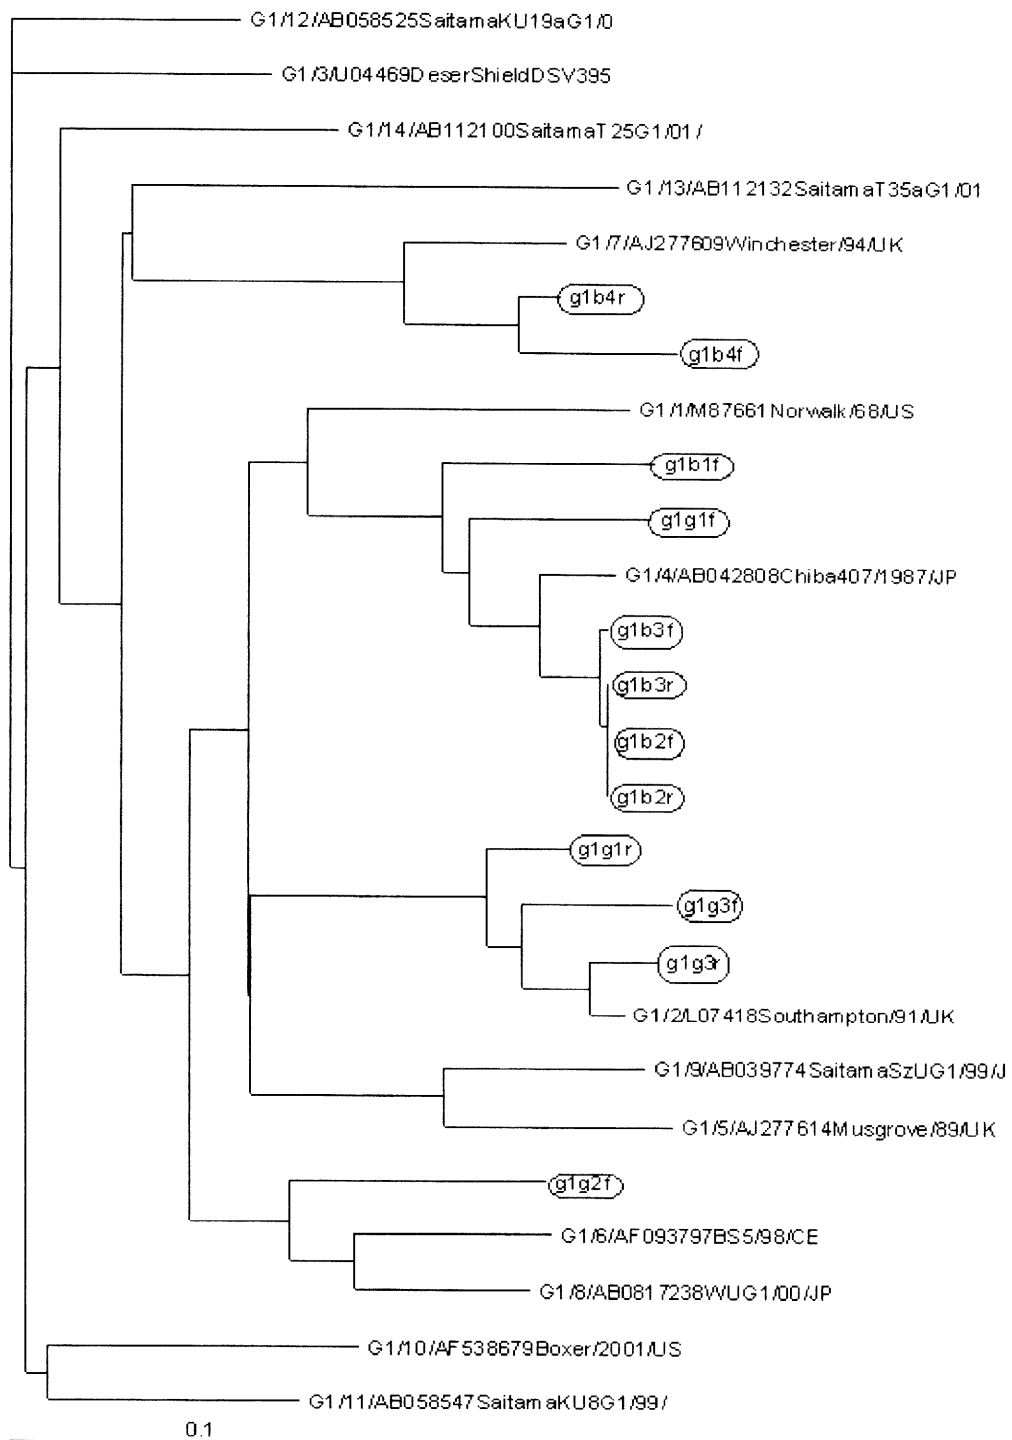 G1/12/AB058525SaitamaKU19aG1/0
G1/3/U04469DeserShieldDSV395
G1/14/AB112100SaitamaT25G1/01/
G1/13/AB112132SaitamaT35aG1/01
G1/7/AJ277609Winchester/94/UK
g1b4r
g1b4f
G1/1/M87661Norwalk/68/US
g1b1f
g1g1f
G1/4/AB042808Chiba407/1987/JP
g1b3f
g1b3r
g1b2f
g1b2r
g1g1r
g1g3f
g1g3r
G1/2/L07418Southampton/91/UK
G1/9/AB039774SaitamaSzUG1/99/J
G1/5/AJ277614Musgrove/89/UK
g1g2f
G1/6/AF093797BS5/98/CE
G1/8/AB0817238WUG1/00/JP
G1/10/AF538679Boxer/2001/US
G1/11/AB058547SaitamaKU8G1/99/
0.1